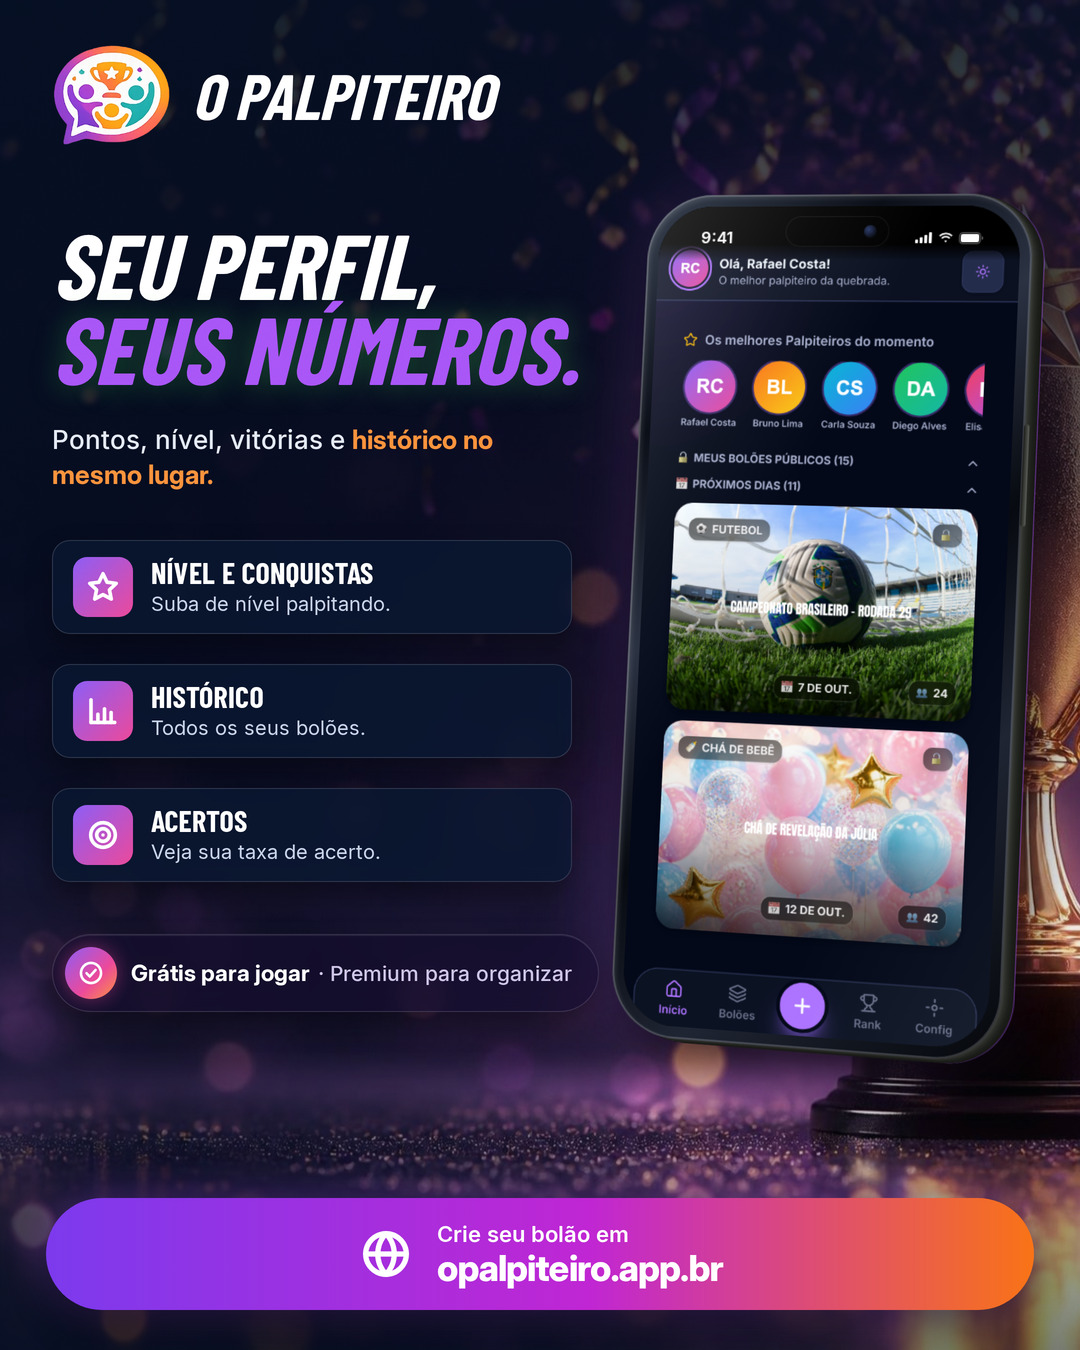 O PALPITEIRO
SEU PERFIL,
SEUS NÚMEROS.
Pontos, nível, vitórias e histórico no
mesmo lugar.
NÍVEL E CONQUISTAS
Suba de nível palpitando.
HISTÓRICO
Todos os seus bolões.
ACERTOS
Veja sua taxa de acerto.
Grátis para jogar · Premium para organizar
9:41
RC
Olá, Rafael Costa!
O melhor palpiteiro da quebrada.
Os melhores Palpiteiros do momento
RC BL CS DA
Rafael Costa Bruno Lima Carla Souza Diego Alves Elis
MEUS BOLÕES PÚBLICOS (15)
PRÓXIMOS DIAS (11)
FUTEBOL
CAMPEONATO BRASILEIRO - RODADA 29
7 DE OUT. 24
CHÁ DE BEBÊ
CHÁ DE REVELAÇÃO DA JÚLIA
12 DE OUT. 42
Início Bolões Rank Config
Crie seu bolão em
opalpiteiro.app.br